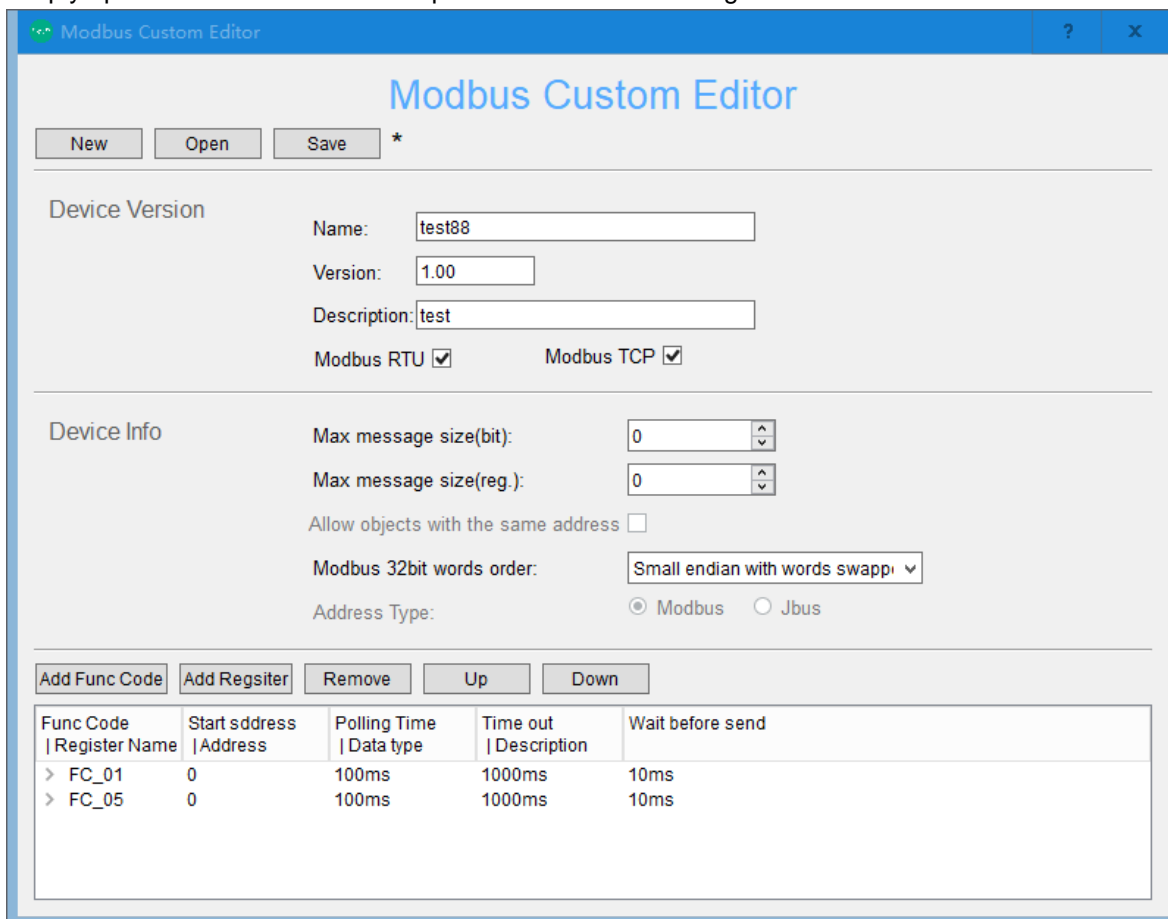 Modbus Custom Editor ? x
Modbus Custom Editor
New Open Save *
Device Version
Name: test88
Version: 1.00
Description: test
Modbus RTU Modbus TCP
Device Info
Max message size(bit): 0
Max message size(reg.): 0
Allow objects with the same address
Modbus 32bit words order: Small endian with words swapp
Address Type: Modbus Jbus
Add Func Code Add Regsiter Remove Up Down
Func Code Start sddress Polling Time Time out Wait before send
|Register Name |Address |Data type |Description
> FC_01 0 100ms 1000ms 10ms
> FC_05 0 100ms 1000ms 10ms